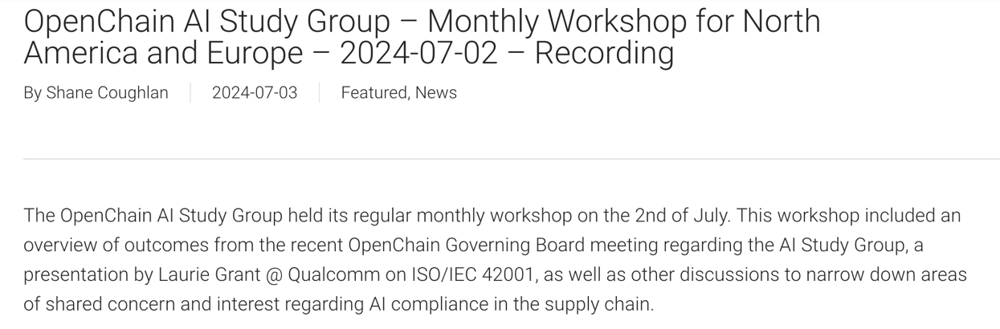 OpenChain AI Study Group – Monthly Workshop for North
America and Europe – 2024-07-02 – Recording
By Shane Coughlan 2024-07-03 Featured, News
The OpenChain AI Study Group held its regular monthly workshop on the 2nd of July. This workshop included an
overview of outcomes from the recent OpenChain Governing Board meeting regarding the AI Study Group, a
presentation by Laurie Grant @ Qualcomm on ISO/IEC 42001, as well as other discussions to narrow down areas
of shared concern and interest regarding AI compliance in the supply chain.